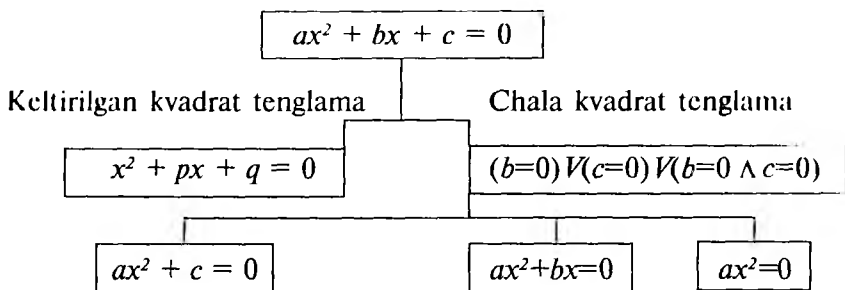 ax² + bx + c = 0
Keltirilgan kvadrat tenglama Chala kvadrat tenglama
x² + px + q = 0 (b=0) V (c=0) V (b=0 ∧ c=0)
ax² + c = 0 ax²+bx=0 ax²=0